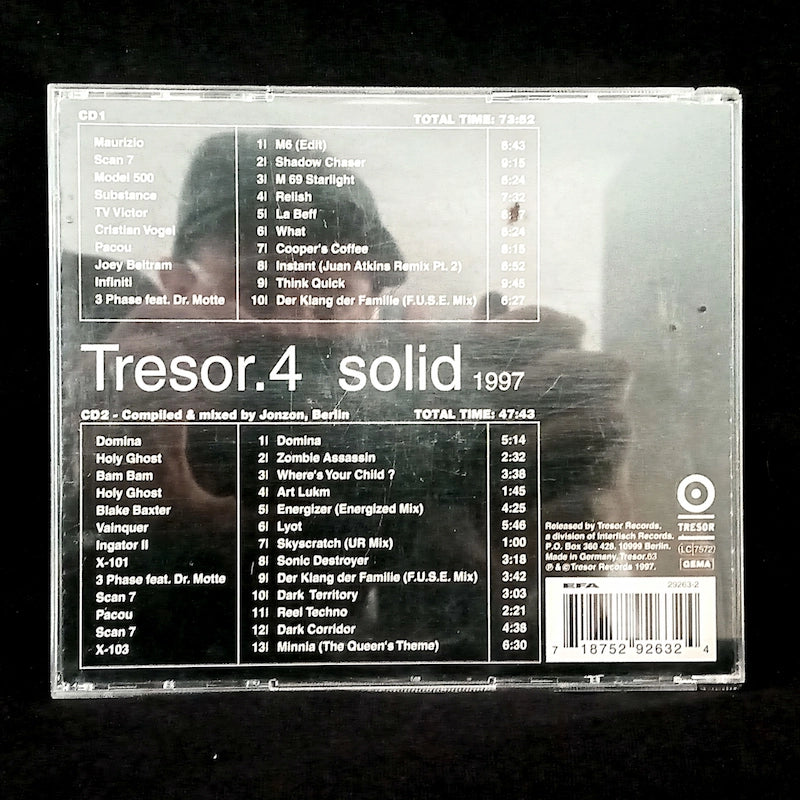 CD1 TOTAL TIME: 73:52
Maurizio 1| M6 (Edit) 6:43
Scan 7 2| Shadow Chaser 9:15
Model 500 3| M 69 Starlight 6:24
Substance 4| Relish 7:32
TV Victor 5| La Beff
Cristian Vogel 6| What 6:24
Pacou 7| Cooper's Coffee 6:15
Joey Beltram 8| Instant (Juan Atkins Remix Pt. 2) 6:52
Infiniti 9| Think Quick 9:45
3 Phase feat. Dr. Motte 10| Der Klang der Familie (F.U.S.E. Mix) 6:27
Tresor.4 solid 1997
CD2 - Compiled & mixed by Jonzon, Berlin TOTAL TIME: 47:43
Domina 1| Domina 5:14
Holy Ghost 2| Zombie Assassin 2:32
Bam Bam 3| Where's Your Child ? 3:38
Holy Ghost 4| Art Lukm 1:45
Blake Baxter 5| Energizer (Energized Mix) 4:25
Vainquer 6| Lyot 5:46
Ingator II 7| Skyscratch (UR Mix) 1:00
X-101 8| Sonic Destroyer 3:18
3 Phase feat. Dr. Motte 9| Der Klang der Familie (F.U.S.E. Mix) 3:42
Scan 7 10| Dark Territory 3:03
Pacou 11| Reel Techno 2:21
Scan 7 12| Dark Corridor 4:38
X-103 13| Minnia (The Queen's Theme) 6:30
Released by Tresor Records,
a division of Interfisch Records.
P.O. Box 360 428, 10999 Berlin.
Made in Germany. Tresor.63
℗ & © Tresor Records 1997.
TRESOR
LC 7572
GEMA
EFA 29263-2
7 18752 92632 4